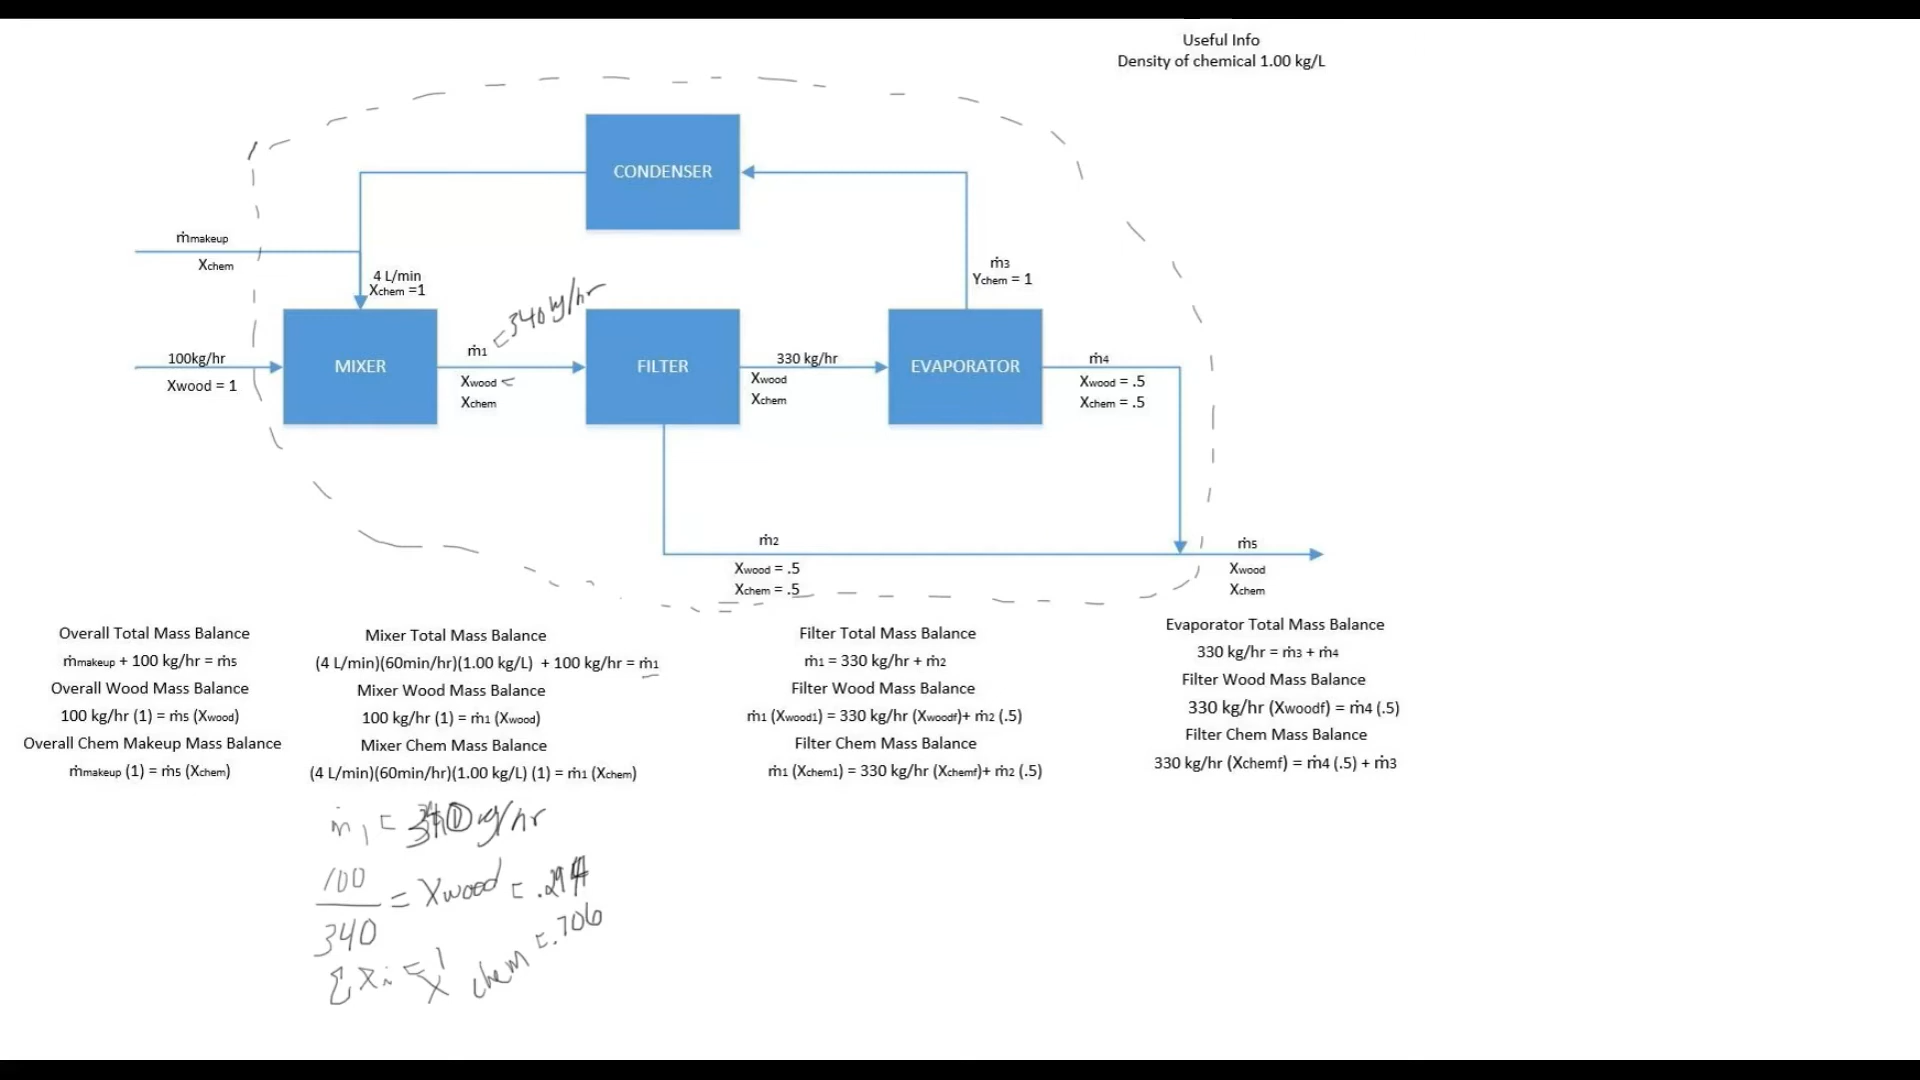 Useful Info
Density of chemical 1.00 kg/L
CONDENSER
ṁmakeup
Xchem
4 L/min
Xchem =1
ṁ3
Ychem = 1
340 kg/hr
100kg/hr
Xwood = 1
MIXER
ṁ1
Xwood
Xchem
FILTER
330 kg/hr
Xwood
Xchem
EVAPORATOR
ṁ4
Xwood = .5
Xchem = .5
ṁ2
Xwood = .5
Xchem = .5
ṁ5
Xwood
Xchem
Overall Total Mass Balance
ṁmakeup + 100 kg/hr = ṁ5
Overall Wood Mass Balance
100 kg/hr (1) = ṁ5 (Xwood)
Overall Chem Makeup Mass Balance
ṁmakeup (1) = ṁ5 (Xchem)
Mixer Total Mass Balance
(4 L/min)(60min/hr)(1.00 kg/L) + 100 kg/hr = ṁ1
Mixer Wood Mass Balance
100 kg/hr (1) = ṁ1 (Xwood)
Mixer Chem Mass Balance
(4 L/min)(60min/hr)(1.00 kg/L) (1) = ṁ1 (Xchem)
Filter Total Mass Balance
ṁ1 = 330 kg/hr + ṁ2
Filter Wood Mass Balance
ṁ1 (Xwood1) = 330 kg/hr (Xwoodf)+ ṁ2 (.5)
Filter Chem Mass Balance
ṁ1 (Xchem1) = 330 kg/hr (Xchemf)+ ṁ2 (.5)
Evaporator Total Mass Balance
330 kg/hr = ṁ3 + ṁ4
Filter Wood Mass Balance
330 kg/hr (Xwoodf) = ṁ4 (.5)
Filter Chem Mass Balance
330 kg/hr (Xchemf) = ṁ4 (.5) + ṁ3
ṁ1 = 340 kg/hr
100
= Xwood = .294
340
Σxi = 1
Xchem = .706